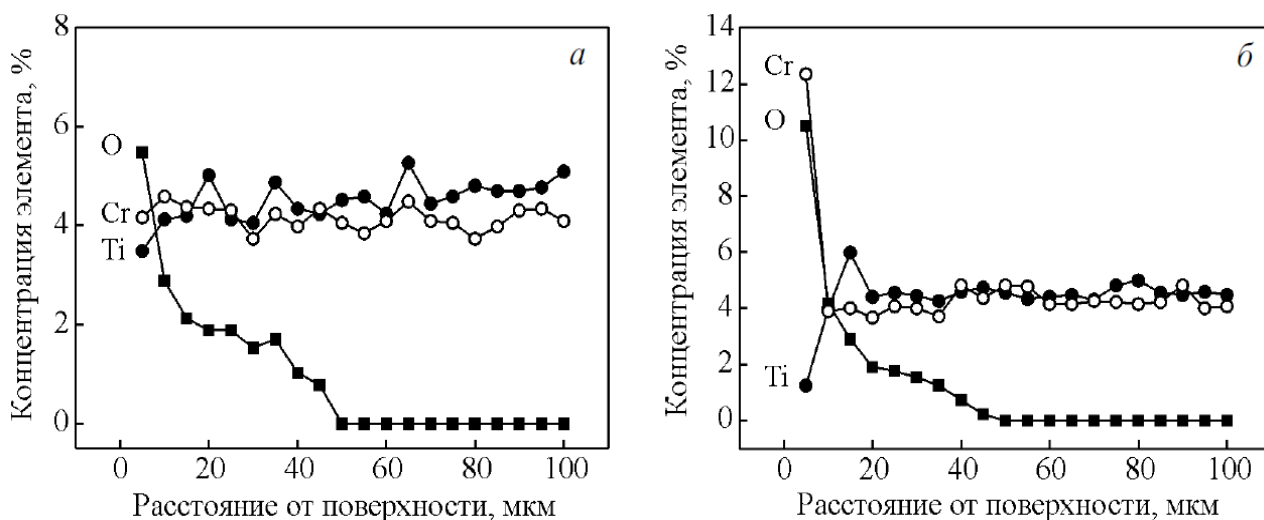 8
6
4
2
0
Концентрация элемента, %
а
O
Cr
Ti
0 20 40 60 80 100
Расстояние от поверхности, мкм
14
12
10
8
6
4
2
0
Концентрация элемента, %
б
Cr
O
Ti
0 20 40 60 80 100
Расстояние от поверхности, мкм